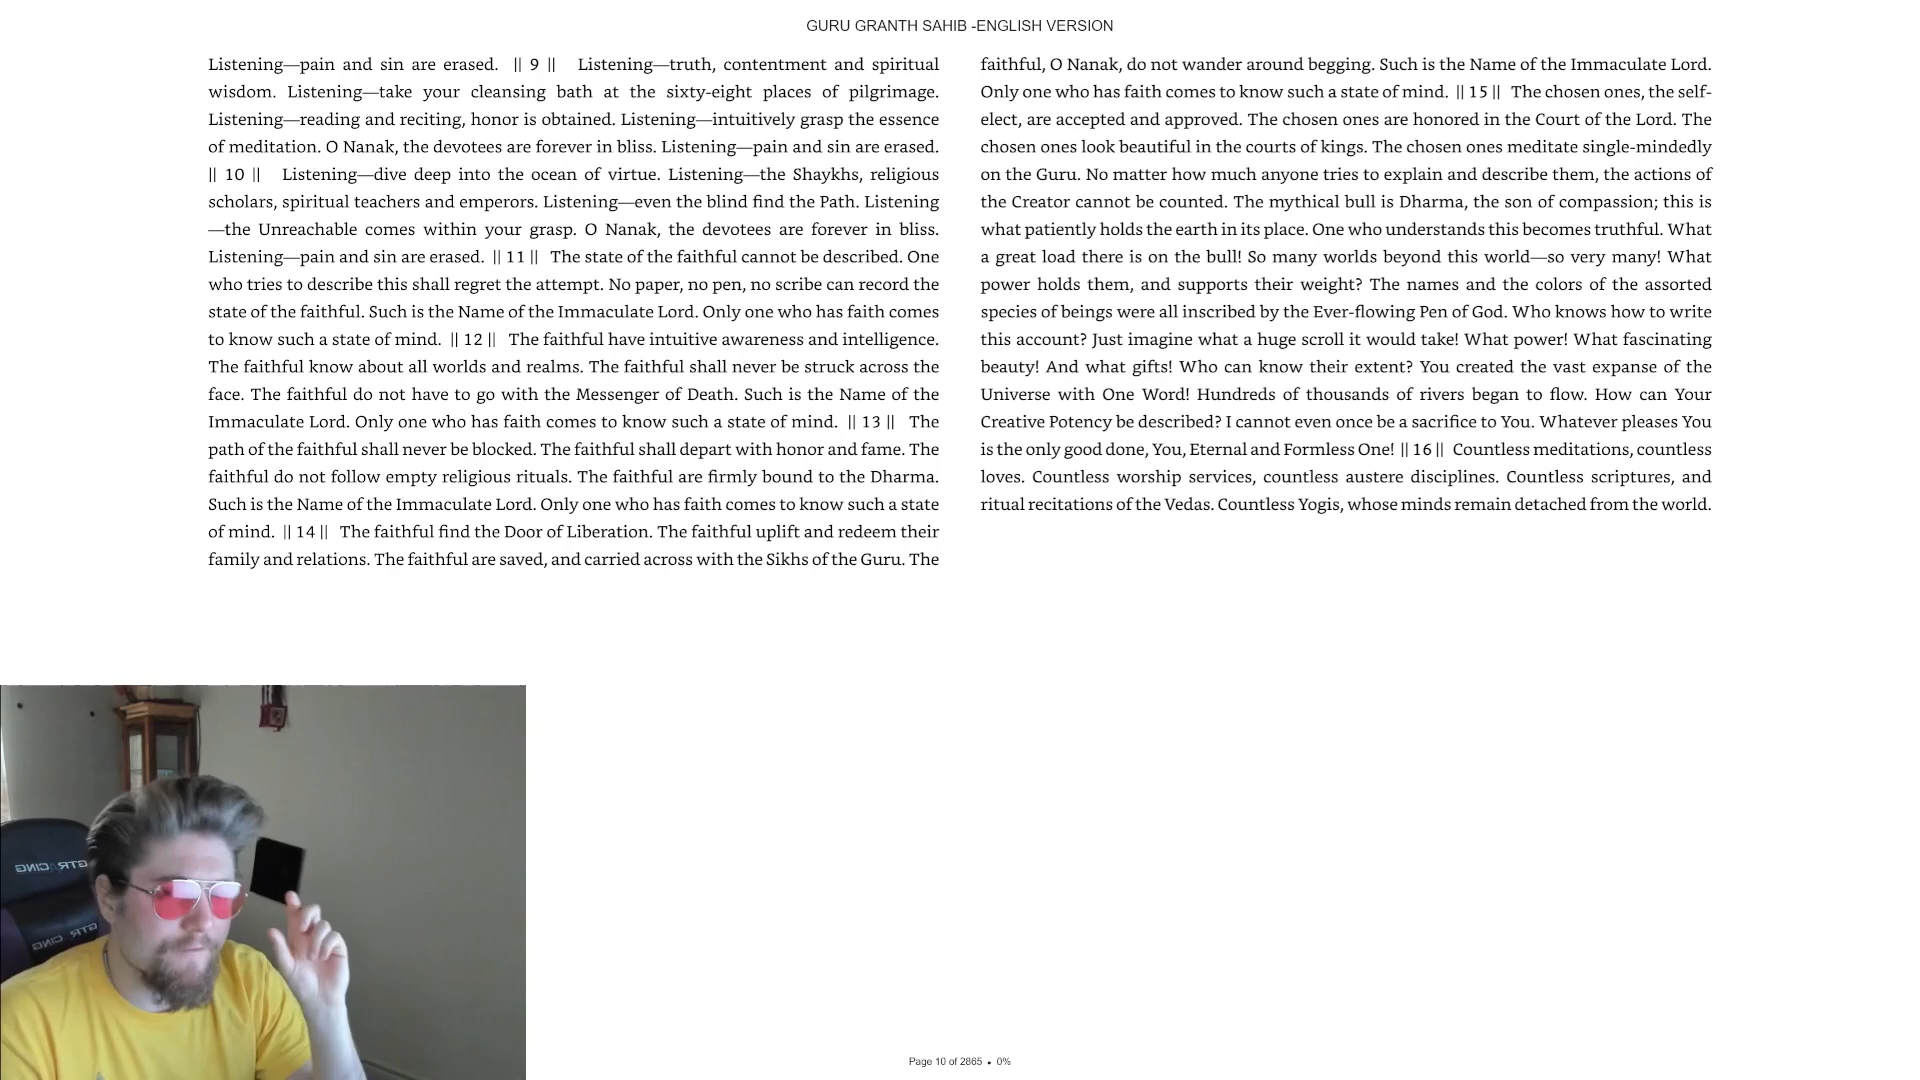 GURU GRANTH SAHIB -ENGLISH VERSION
Listening—pain and sin are erased. || 9 || Listening—truth, contentment and spiritual
wisdom. Listening—take your cleansing bath at the sixty-eight places of pilgrimage.
Listening—reading and reciting, honor is obtained. Listening—intuitively grasp the essence
of meditation. O Nanak, the devotees are forever in bliss. Listening—pain and sin are erased.
|| 10 || Listening—dive deep into the ocean of virtue. Listening—the Shaykhs, religious
scholars, spiritual teachers and emperors. Listening—even the blind find the Path. Listening
—the Unreachable comes within your grasp. O Nanak, the devotees are forever in bliss.
Listening—pain and sin are erased. || 11 || The state of the faithful cannot be described. One
who tries to describe this shall regret the attempt. No paper, no pen, no scribe can record the
state of the faithful. Such is the Name of the Immaculate Lord. Only one who has faith comes
to know such a state of mind. || 12 || The faithful have intuitive awareness and intelligence.
The faithful know about all worlds and realms. The faithful shall never be struck across the
face. The faithful do not have to go with the Messenger of Death. Such is the Name of the
Immaculate Lord. Only one who has faith comes to know such a state of mind. || 13 || The
path of the faithful shall never be blocked. The faithful shall depart with honor and fame. The
faithful do not follow empty religious rituals. The faithful are firmly bound to the Dharma.
Such is the Name of the Immaculate Lord. Only one who has faith comes to know such a state
of mind. || 14 || The faithful find the Door of Liberation. The faithful uplift and redeem their
family and relations. The faithful are saved, and carried across with the Sikhs of the Guru. The
faithful, O Nanak, do not wander around begging. Such is the Name of the Immaculate Lord.
Only one who has faith comes to know such a state of mind. || 15 || The chosen ones, the self-
elect, are accepted and approved. The chosen ones are honored in the Court of the Lord. The
chosen ones look beautiful in the courts of kings. The chosen ones meditate single-mindedly
on the Guru. No matter how much anyone tries to explain and describe them, the actions of
the Creator cannot be counted. The mythical bull is Dharma, the son of compassion; this is
what patiently holds the earth in its place. One who understands this becomes truthful. What
a great load there is on the bull! So many worlds beyond this world—so very many! What
power holds them, and supports their weight? The names and the colors of the assorted
species of beings were all inscribed by the Ever-flowing Pen of God. Who knows how to write
this account? Just imagine what a huge scroll it would take! What power! What fascinating
beauty! And what gifts! Who can know their extent? You created the vast expanse of the
Universe with One Word! Hundreds of thousands of rivers began to flow. How can Your
Creative Potency be described? I cannot even once be a sacrifice to You. Whatever pleases You
is the only good done, You, Eternal and Formless One! || 16 || Countless meditations, countless
loves. Countless worship services, countless austere disciplines. Countless scriptures, and
ritual recitations of the Vedas. Countless Yogis, whose minds remain detached from the world.
GTRACING
GTRACING
Page 10 of 2865 • 0%